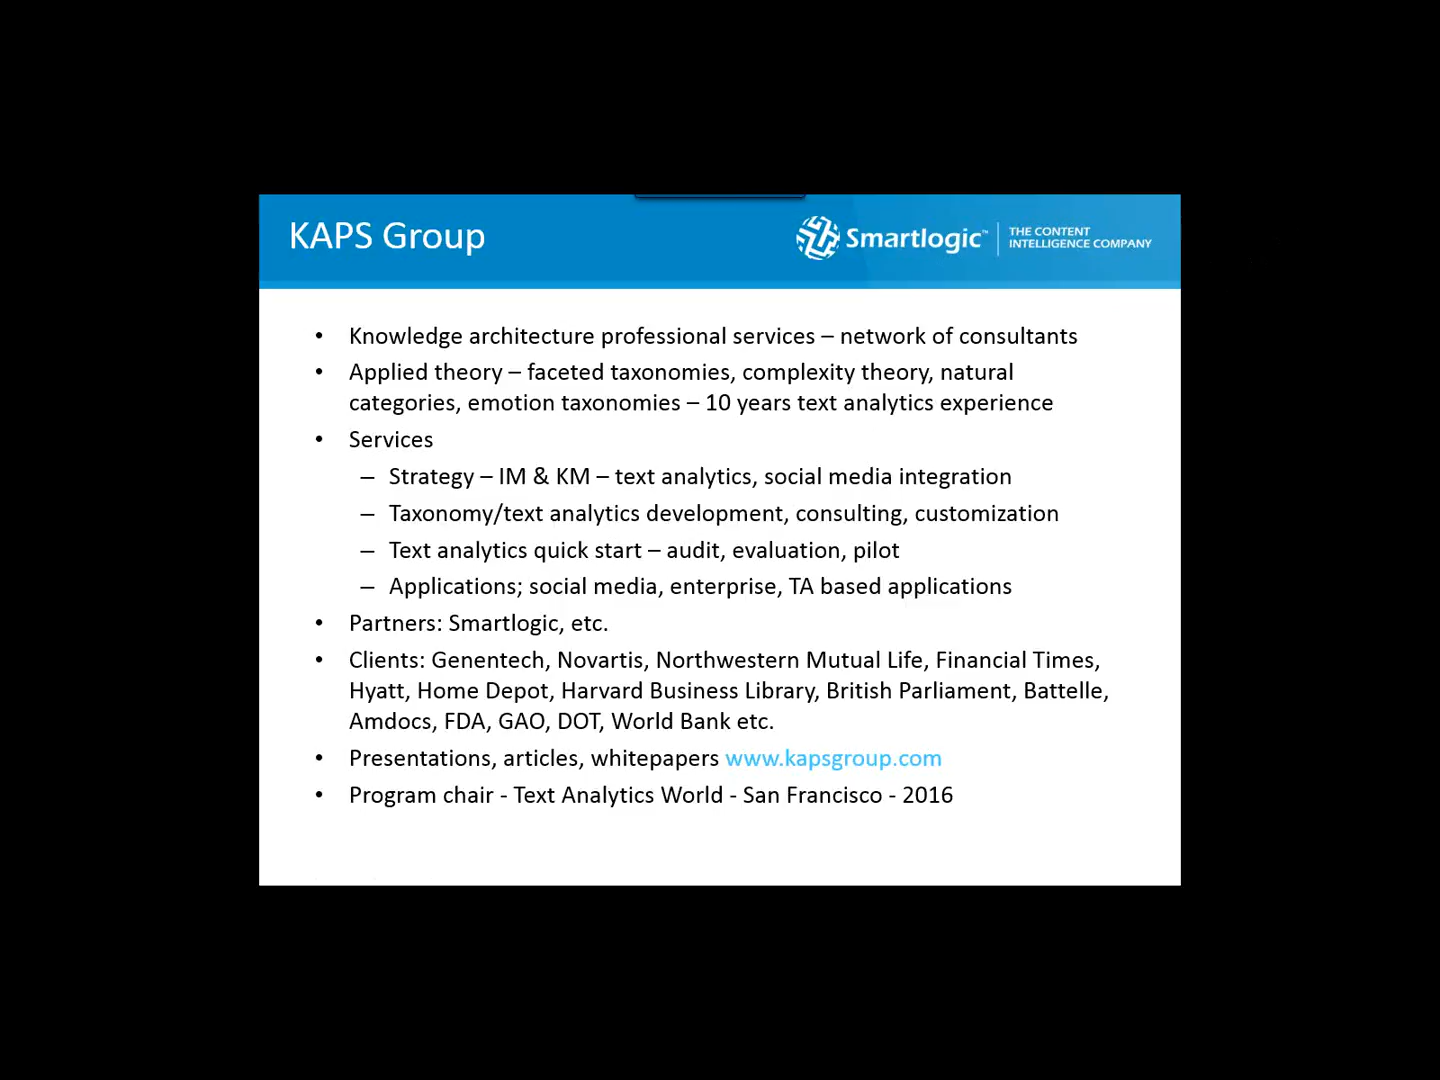 KAPS Group
Smartlogic™
THE CONTENT
INTELLIGENCE COMPANY
• Knowledge architecture professional services – network of consultants
• Applied theory – faceted taxonomies, complexity theory, natural
categories, emotion taxonomies – 10 years text analytics experience
• Services
– Strategy – IM & KM – text analytics, social media integration
– Taxonomy/text analytics development, consulting, customization
– Text analytics quick start – audit, evaluation, pilot
– Applications; social media, enterprise, TA based applications
• Partners: Smartlogic, etc.
• Clients: Genentech, Novartis, Northwestern Mutual Life, Financial Times,
Hyatt, Home Depot, Harvard Business Library, British Parliament, Battelle,
Amdocs, FDA, GAO, DOT, World Bank etc.
• Presentations, articles, whitepapers www.kapsgroup.com
• Program chair - Text Analytics World - San Francisco - 2016